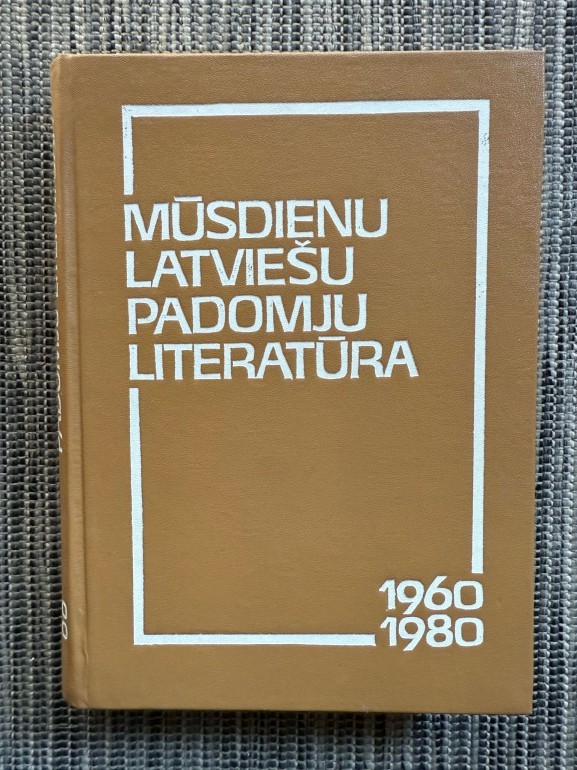 MŪSDIENU
LATVIEŠU
PADOMJU
LITERATŪRA
1960
1980